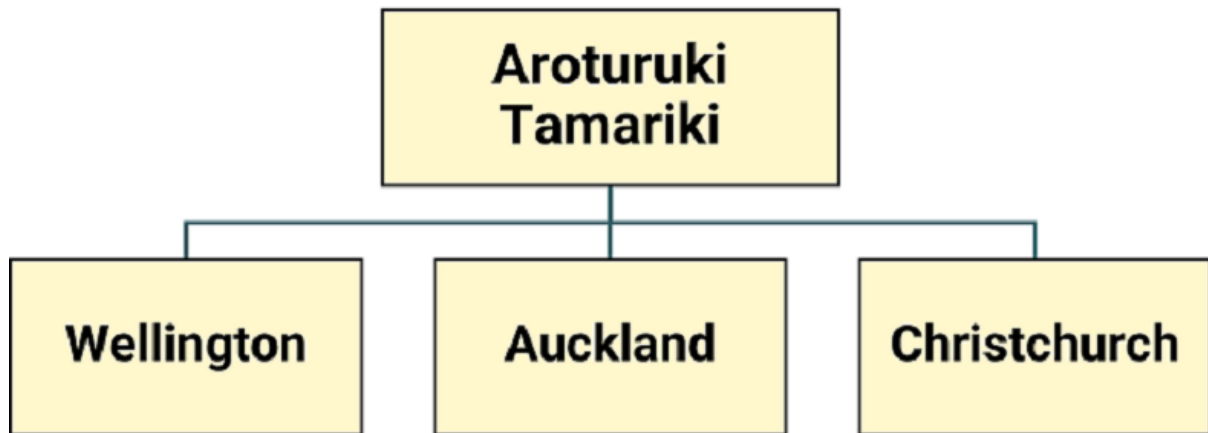 Aroturuki
Tamariki
Wellington
Auckland
Christchurch